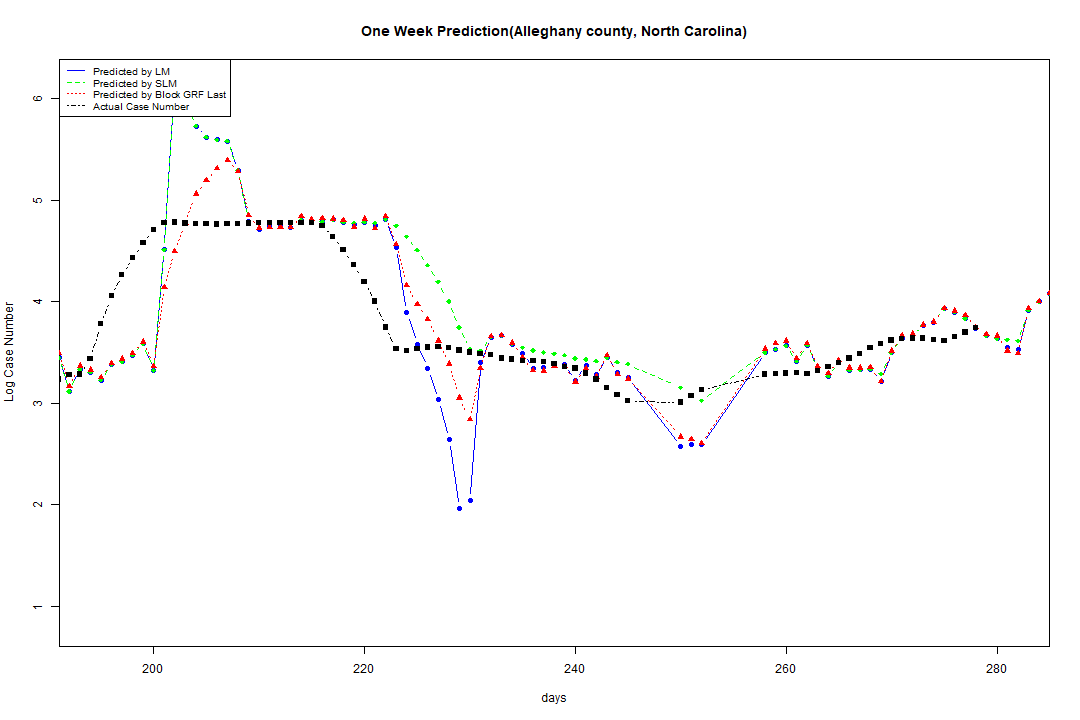 One Week Prediction(Alleghany county, North Carolina)
Predicted by LM
Predicted by SLM
Predicted by Block GRF Last
Actual Case Number
6
5
4
3
2
1
Log Case Number
200 220 240 260 280
days